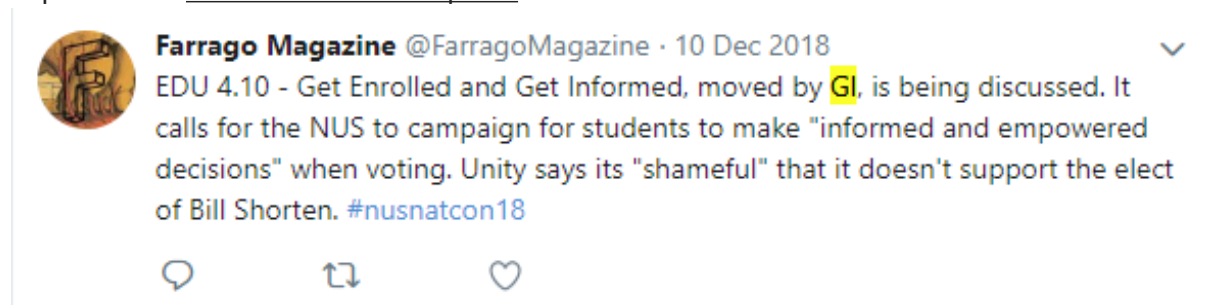 Farrago Magazine @FarragoMagazine · 10 Dec 2018
EDU 4.10 - Get Enrolled and Get Informed, moved by GI, is being discussed. It
calls for the NUS to campaign for students to make "informed and empowered
decisions" when voting. Unity says its "shameful" that it doesn't support the elect
of Bill Shorten. #nusnatcon18